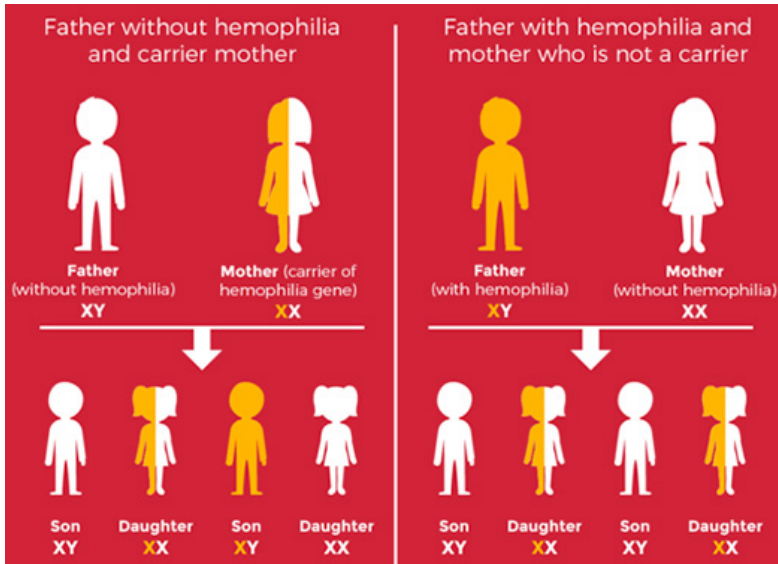 Father without hemophilia
and carrier mother
Father
(without hemophilia)
XY
Mother (carrier of
hemophilia gene)
XX
Son
XY
Daughter
XX
Son
XY
Daughter
XX
Father with hemophilia and
mother who is not a carrier
Father
(with hemophilia)
XY
Mother
(without hemophilia)
XX
Son
XY
Daughter
XX
Son
XY
Daughter
XX